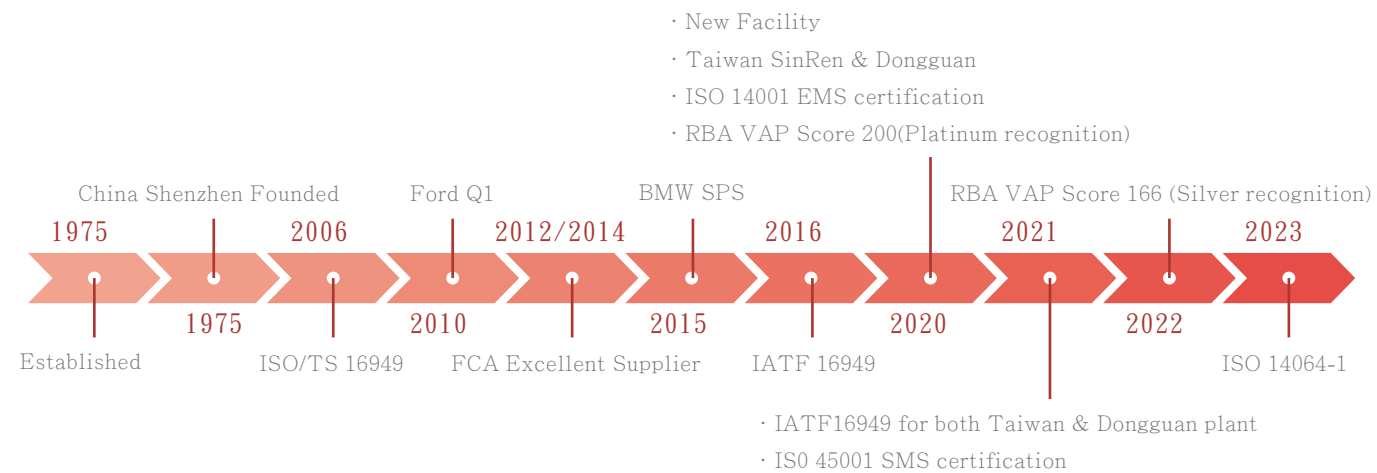 · New Facility
· Taiwan SinRen & Dongguan
· ISO 14001 EMS certification
· RBA VAP Score 200(Platinum recognition)
China Shenzhen Founded
Ford Q1
BMW SPS
RBA VAP Score 166 (Silver recognition)
1975
2006
2012/2014
2016
2021
2023
1975
2010
2015
2020
2022
Established
ISO/TS 16949
FCA Excellent Supplier
IATF 16949
ISO 14064-1
· IATF16949 for both Taiwan & Dongguan plant
· IS0 45001 SMS certification